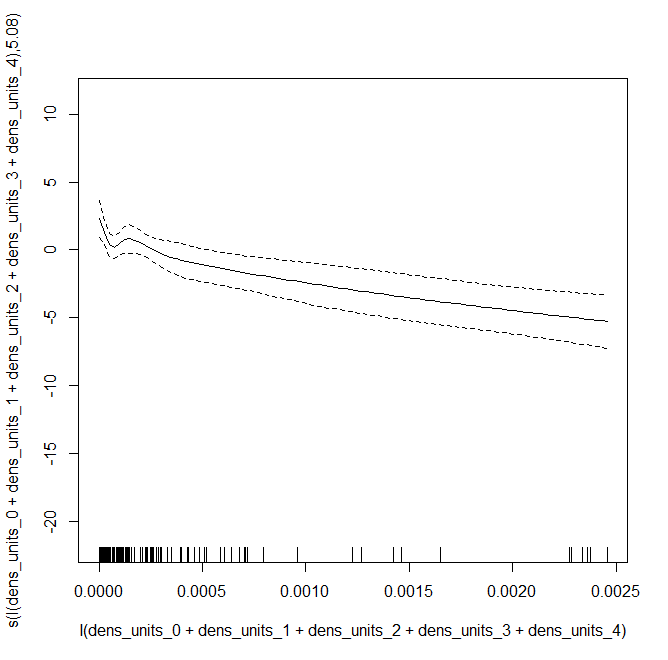 s(I(dens_units_0 + dens_units_1 + dens_units_2 + dens_units_3 + dens_units_4),5.08)
10
5
0
-5
-10
-15
-20
0.0000 0.0005 0.0010 0.0015 0.0020 0.0025
I(dens_units_0 + dens_units_1 + dens_units_2 + dens_units_3 + dens_units_4)